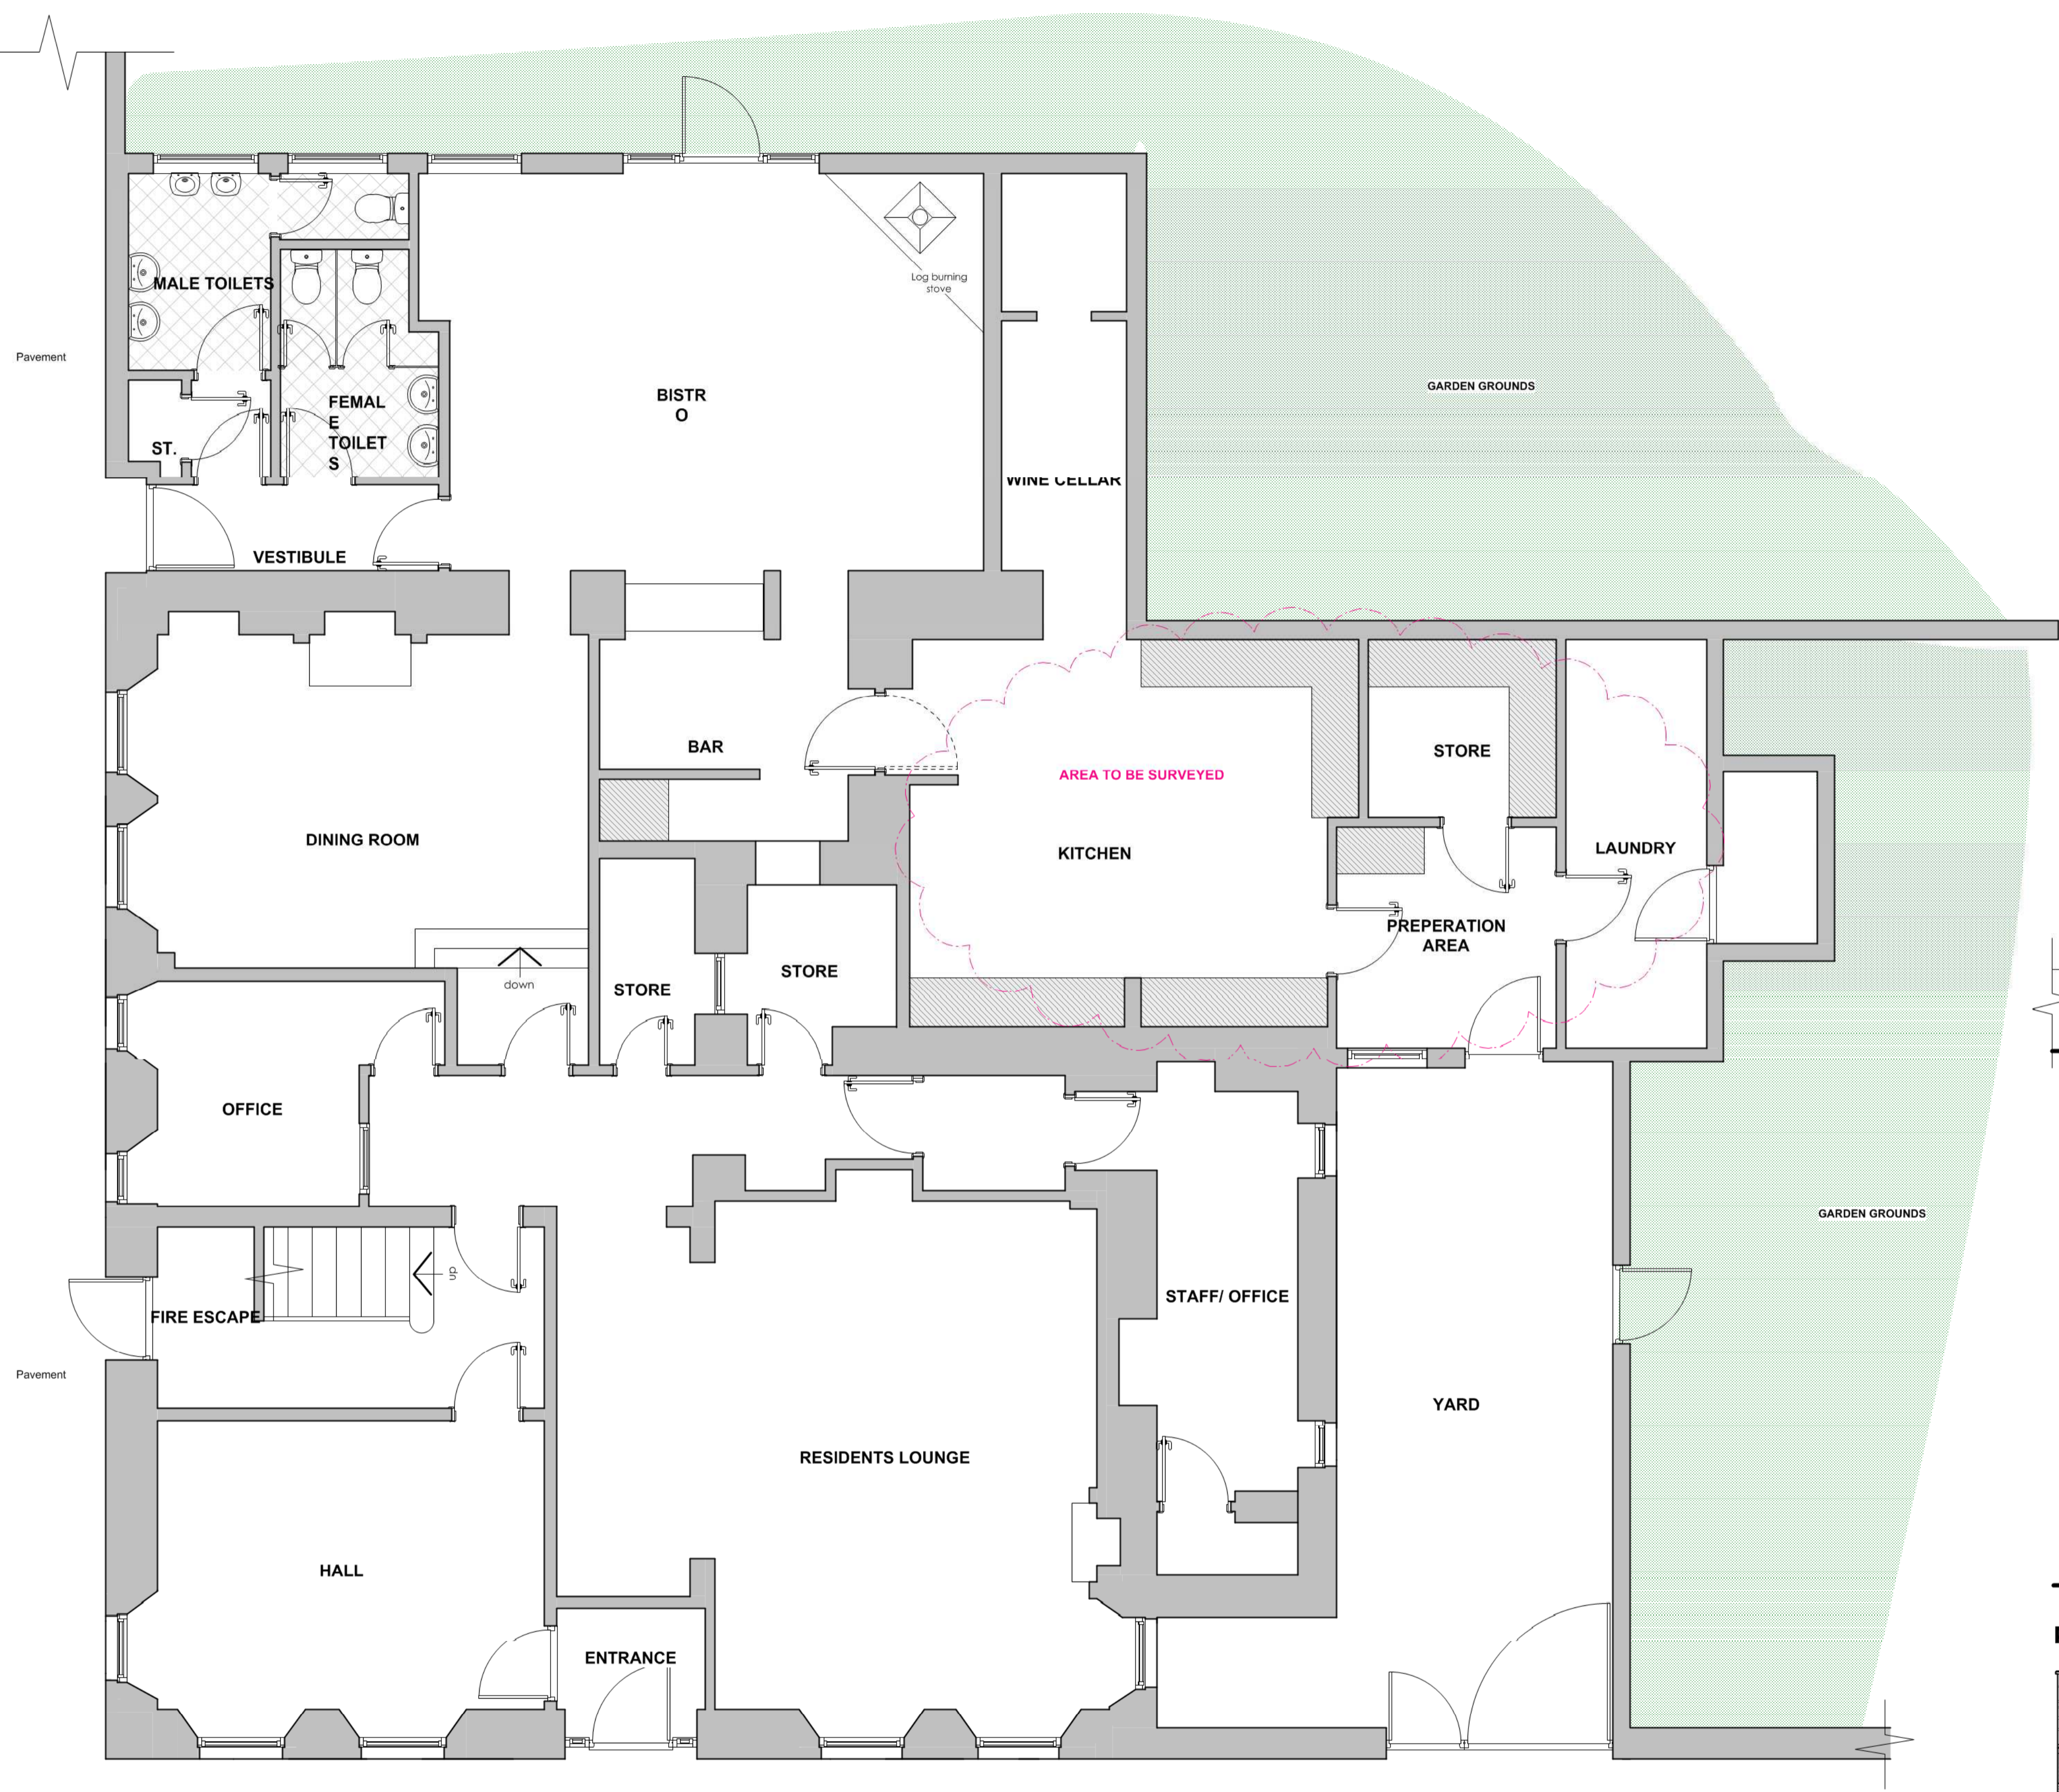 Log burning
stove
MALE TOILETS
Pavement
GARDEN GROUNDS
BISTR
O
FEMAL
E
TOILET
S
ST.
WINE CELLAR
VESTIBULE
BAR
STORE
AREA TO BE SURVEYED
DINING ROOM
KITCHEN
LAUNDRY
PREPERATION
AREA
STORE
STORE
down
OFFICE
GARDEN GROUNDS
up
STAFF/ OFFICE
FIRE ESCAPE
Pavement
YARD
RESIDENTS LOUNGE
HALL
ENTRANCE